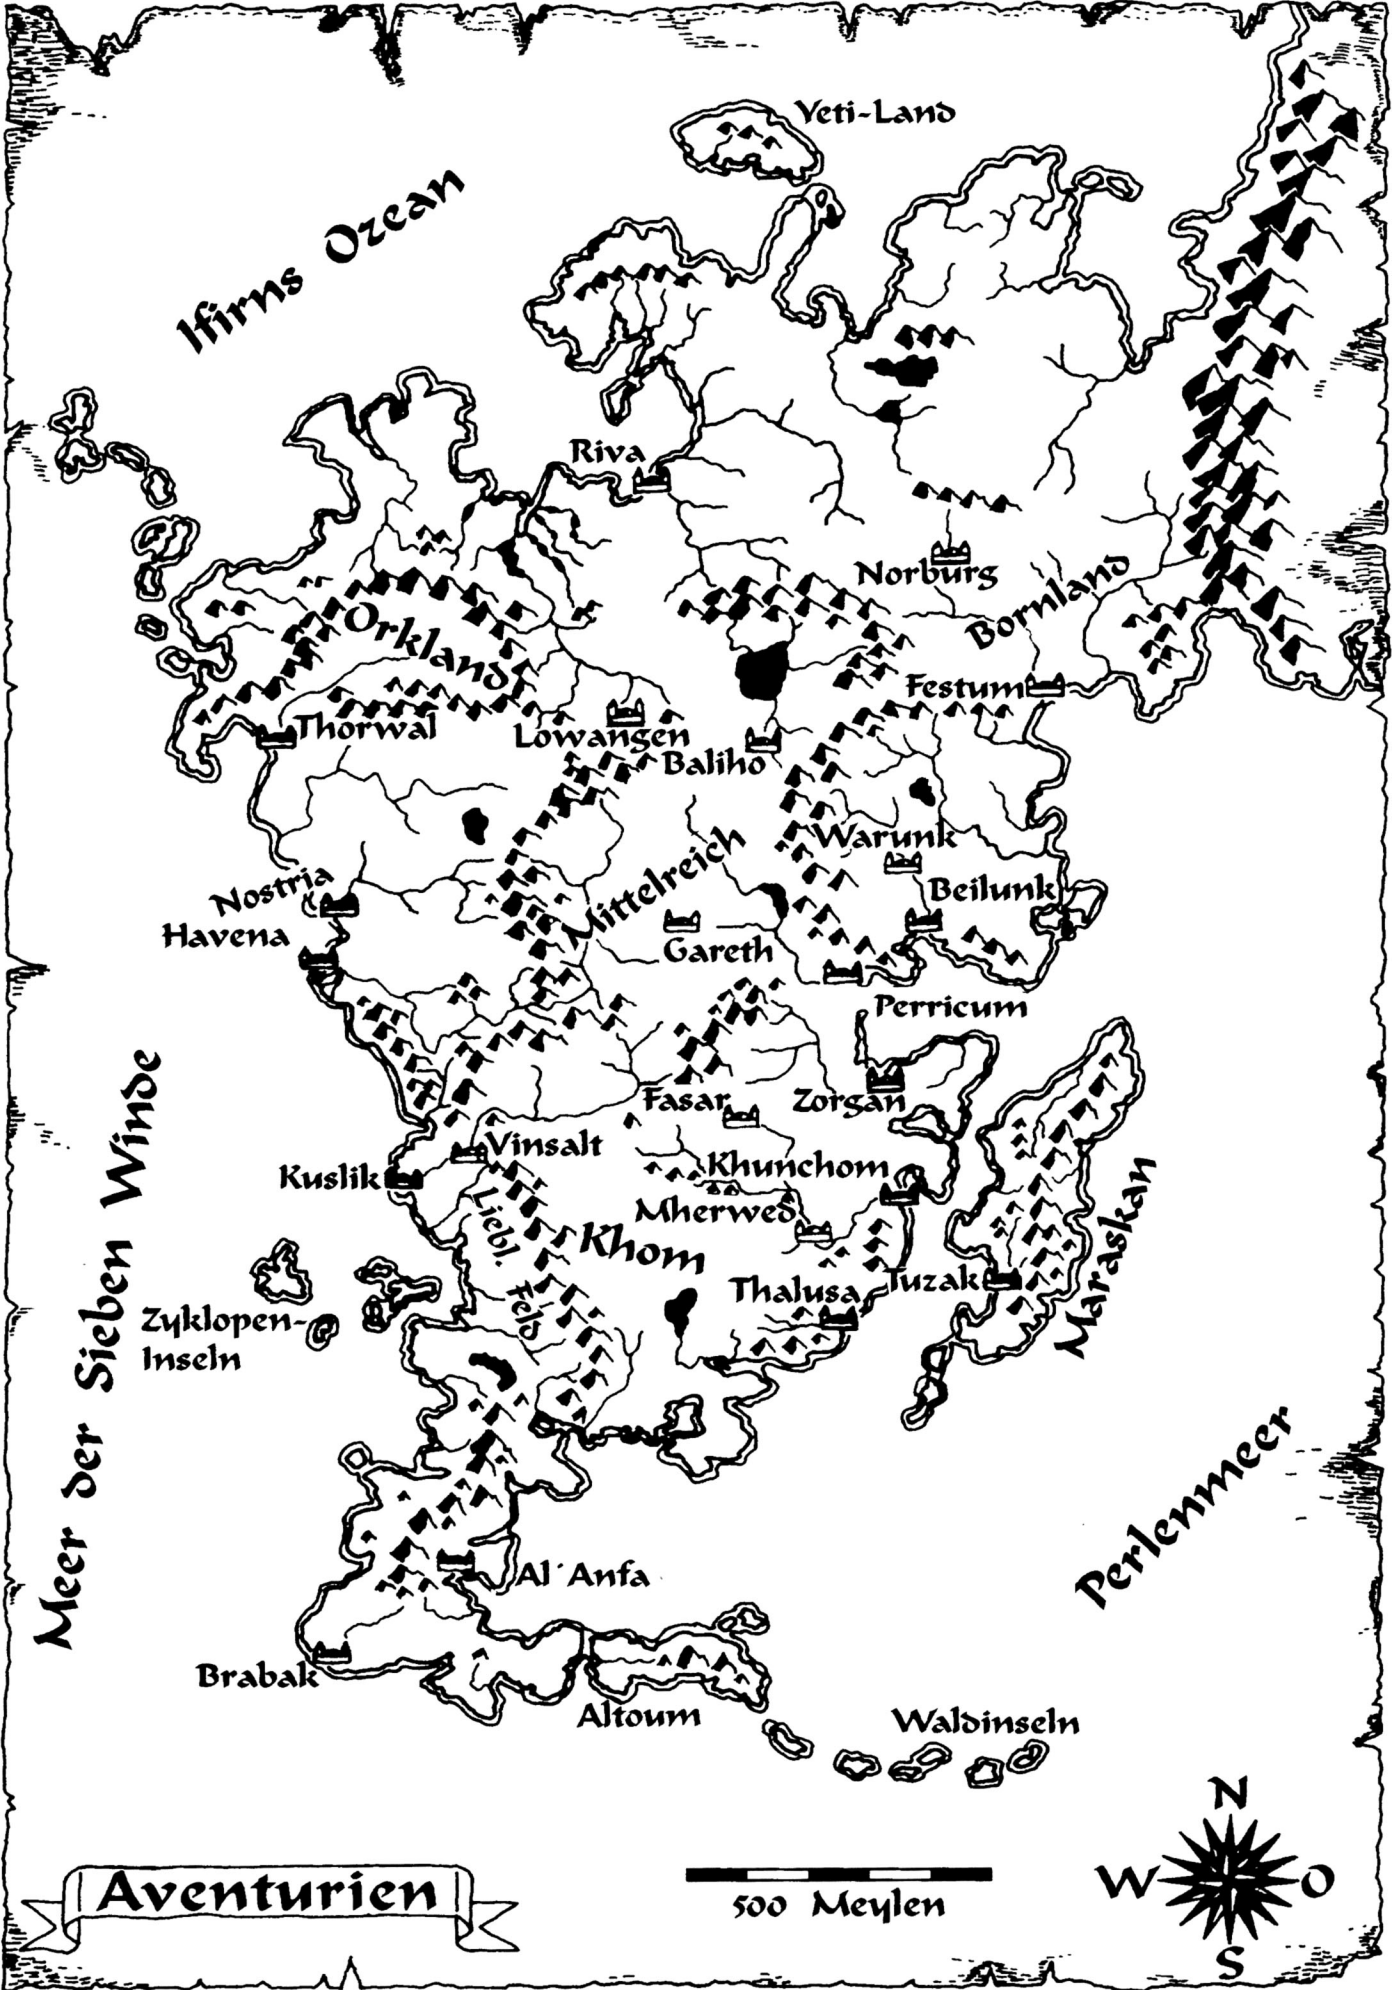 Yeti-Land
Ifirns Ozean
Riva
Norburg
Bornland
Orkland
Festum
Thorwal
Lowangen
Baliho
Warunk
Mittelreich
Nostria
Beilunk
Havena
Gareth
Perricum
Fasar
Zorgan
Vinsalt
Kuslik
Khunchom
Liebl.
Feld
Mherwed
Khom
Maraskan
Thalusa
Tuzak
Zyklopen-
Inseln
Meer der Sieben Winde
Perlenmeer
Al'Anfa
Brabak
Altoum
Waldinseln
N
W
O
S
Aventurien
500 Meylen